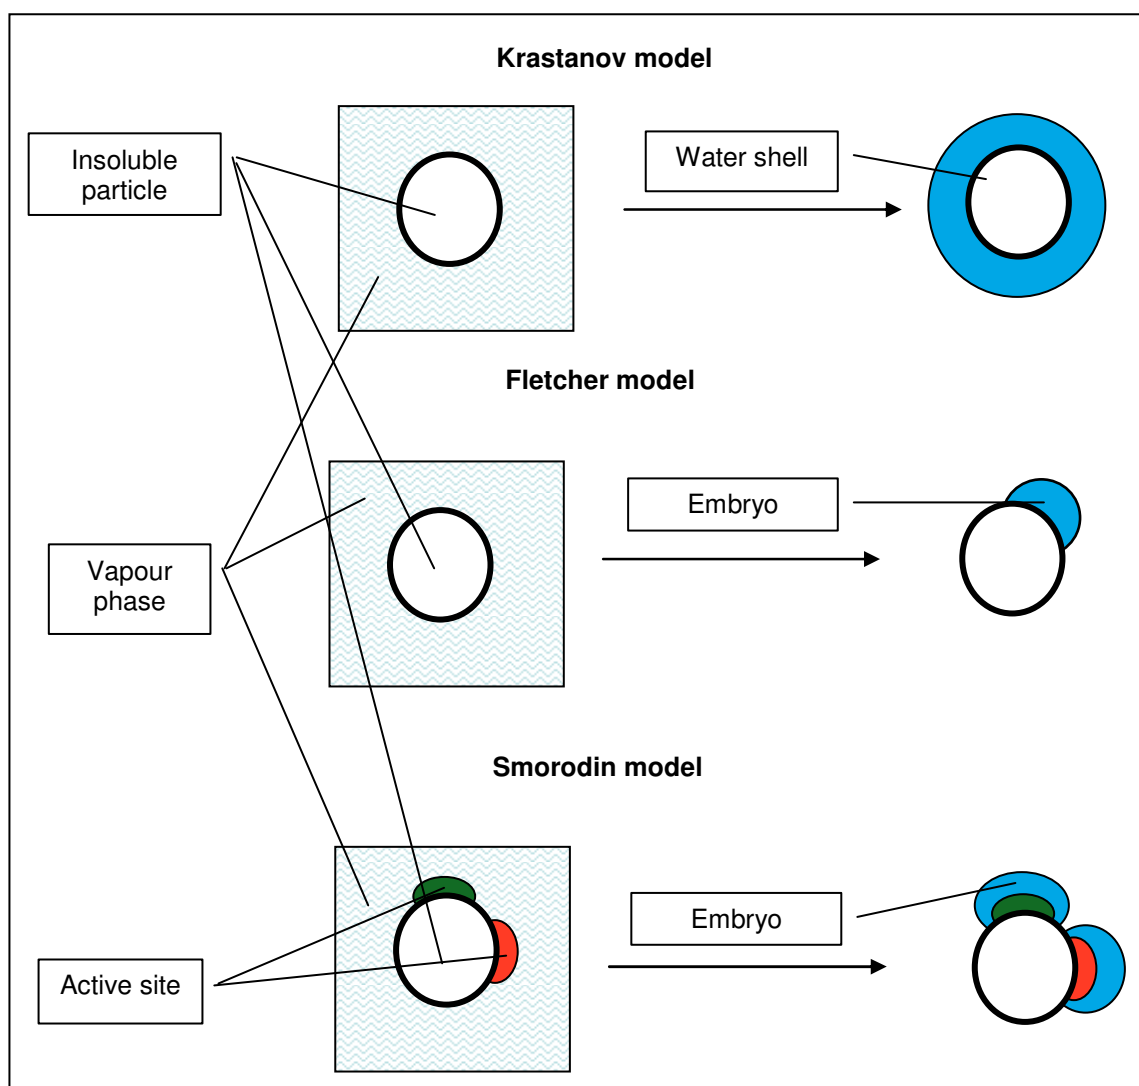 Krastanov model
Insoluble
particle
Water shell
Fletcher model
Embryo
Vapour
phase
Smorodin model
Embryo
Active site